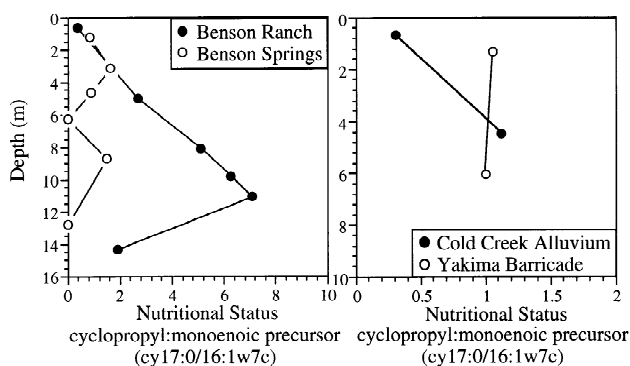 Depth (m)
0
2
4
6
8
10
12
14
16
Benson Ranch
Benson Springs
0 2 4 6 8 10
Nutritional Status
cyclopropyl:monoenoic precursor
(cy17:0/16:1w7c)
0
2
4
6
8
10
Cold Creek Alluvium
Yakima Barricade
0 0.5 1 1.5 2
Nutritional Status
cyclopropyl:monoenoic precursor
(cy17:0/16:1w7c)